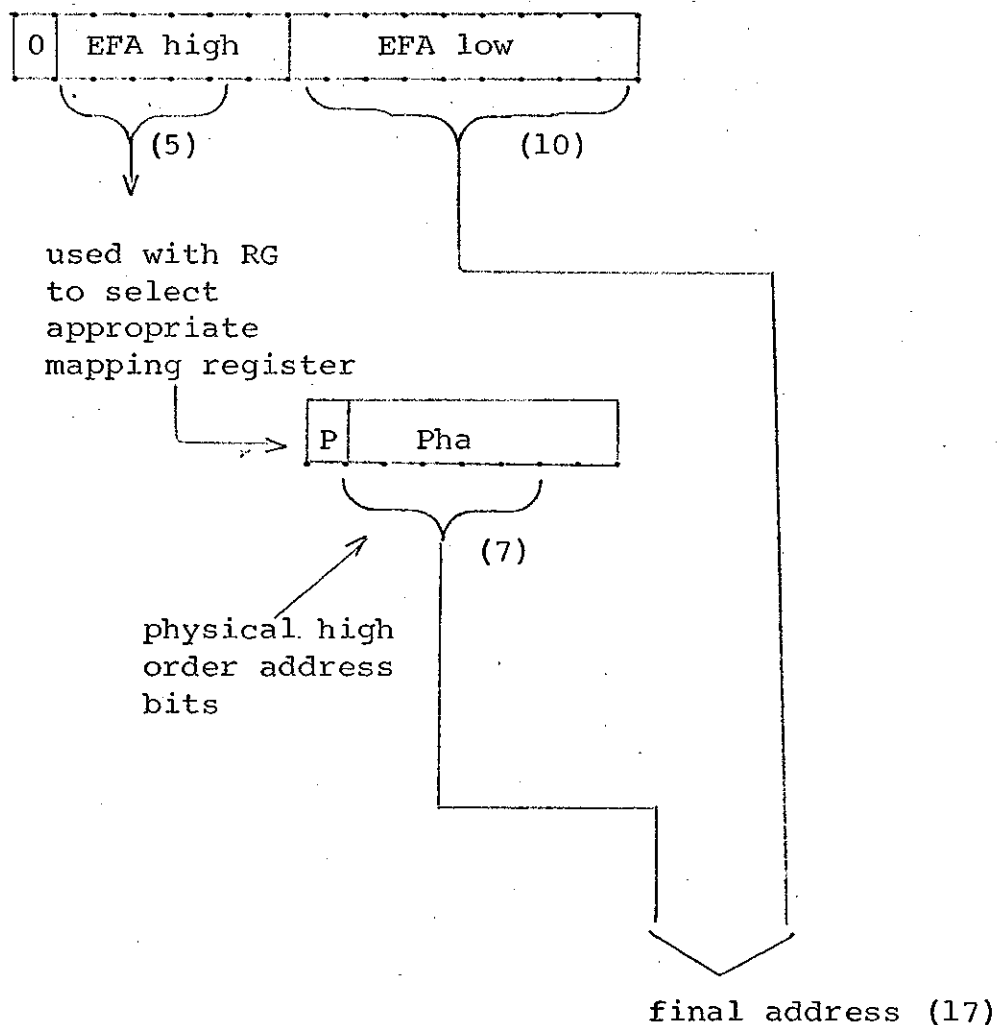 0 EFA high EFA low
(5) (10)
used with RG
to select
appropriate
mapping register
P Pha
(7)
physical high
order address
bits
final address (17)